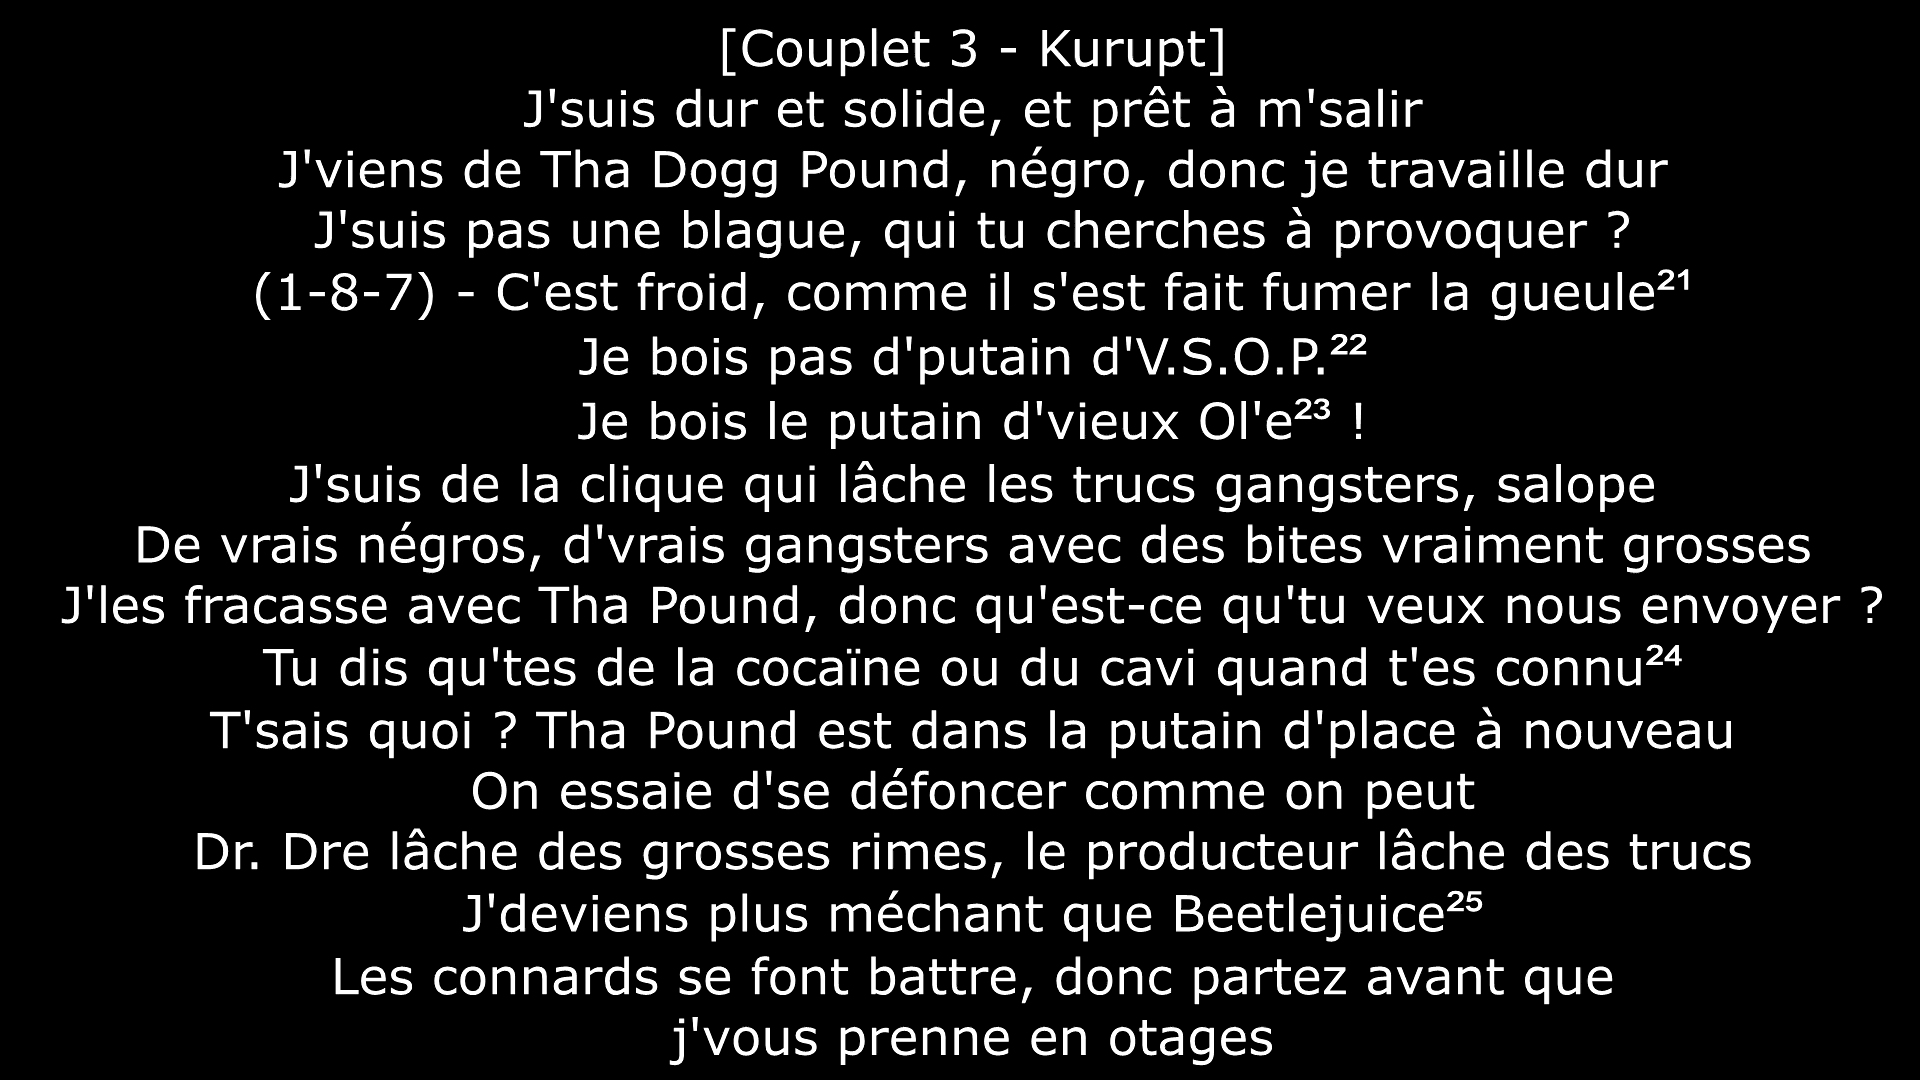 [Couplet 3 - Kurupt]
J'suis dur et solide, et prêt à m'salir
J'viens de Tha Dogg Pound, négro, donc je travaille dur
J'suis pas une blague, qui tu cherches à provoquer ?
(1-8-7) - C'est froid, comme il s'est fait fumer la gueule²¹
Je bois pas d'putain d'V.S.O.P.²²
Je bois le putain d'vieux Ol'e²³ !
J'suis de la clique qui lâche les trucs gangsters, salope
De vrais négros, d'vrais gangsters avec des bites vraiment grosses
J'les fracasse avec Tha Pound, donc qu'est-ce qu'tu veux nous envoyer ?
Tu dis qu'tes de la cocaïne ou du cavi quand t'es connu²⁴
T'sais quoi ? Tha Pound est dans la putain d'place à nouveau
On essaie d'se défoncer comme on peut
Dr. Dre lâche des grosses rimes, le producteur lâche des trucs
J'deviens plus méchant que Beetlejuice²⁵
Les connards se font battre, donc partez avant que
j'vous prenne en otages